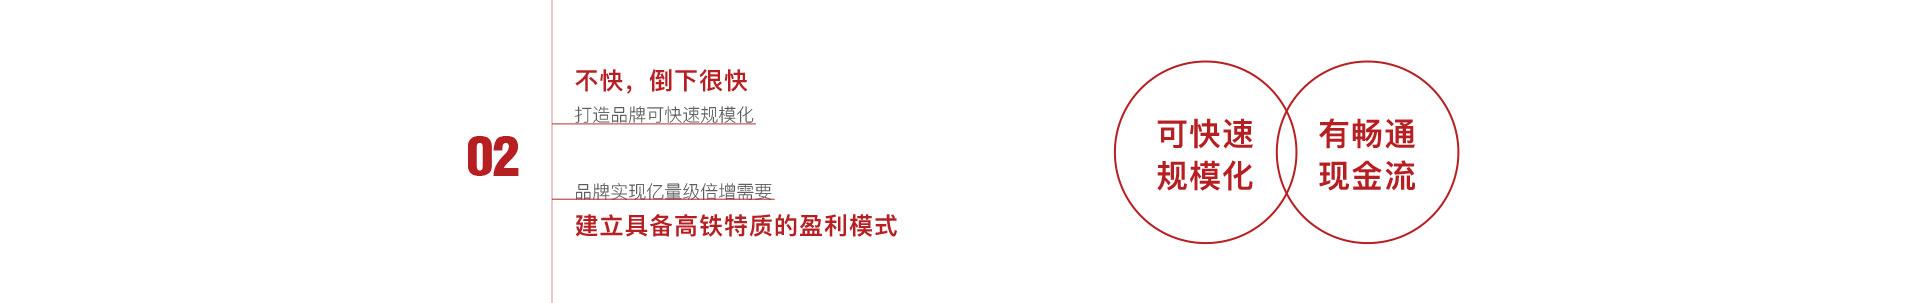 02
不快，倒下很快
打造品牌可快速规模化
品牌实现亿量级倍增需要
建立具备高铁特质的盈利模式
可快速
规模化
有畅通
现金流